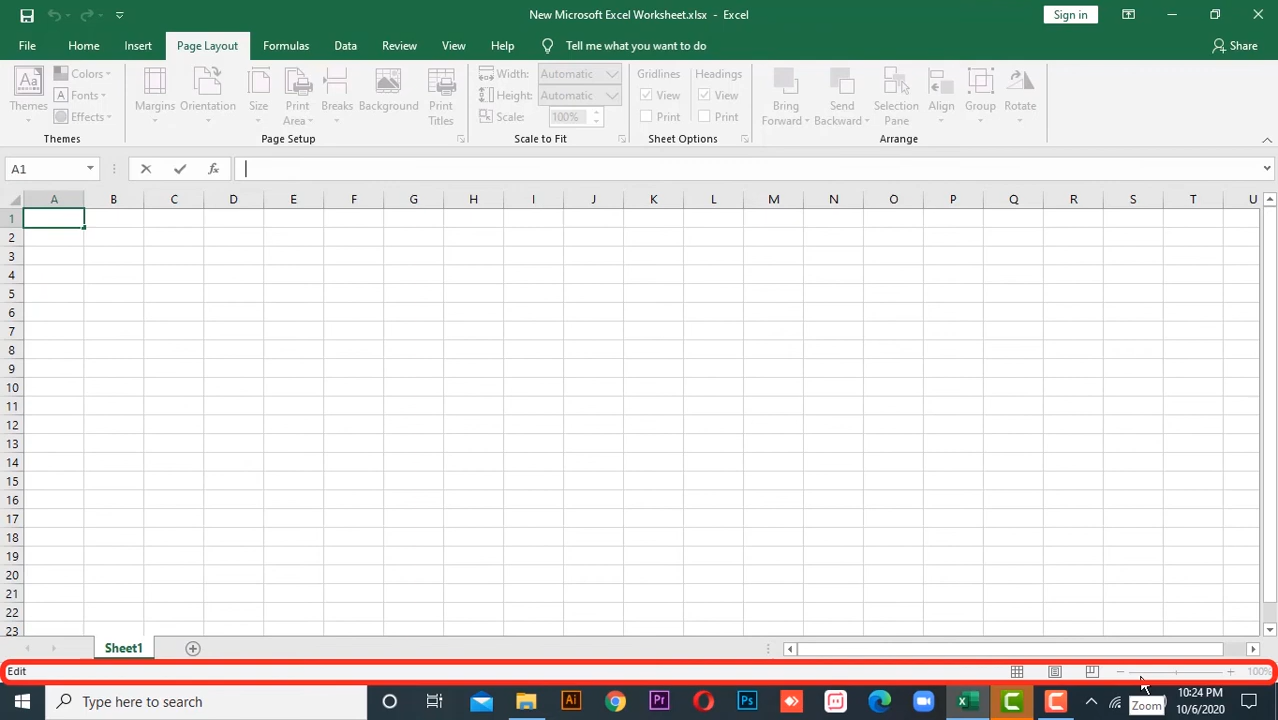 New Microsoft Excel Worksheet.xlsx - Excel
Sign in
File Home Insert Page Layout Formulas Data Review View Help Tell me what you want to do Share
Aa
Themes
Colors
Fonts
Effects
Margins Orientation Size Print Area Breaks Background Print Titles
Width: Automatic
Height: Automatic
Scale: 100%
Gridlines Headings
View View
Print Print
Bring Forward Send Backward Selection Pane Align Group Rotate
Themes Page Setup Scale to Fit Sheet Options Arrange
A1 fx
A B C D E F G H I J K L M N O P Q R S T U
1
2
3
4
5
6
7
8
9
10
11
12
13
14
15
16
17
18
19
20
21
22
23
Sheet1
Edit 100%
Type here to search
Ai Pr Ps
Zoom
10:24 PM
10/6/2020